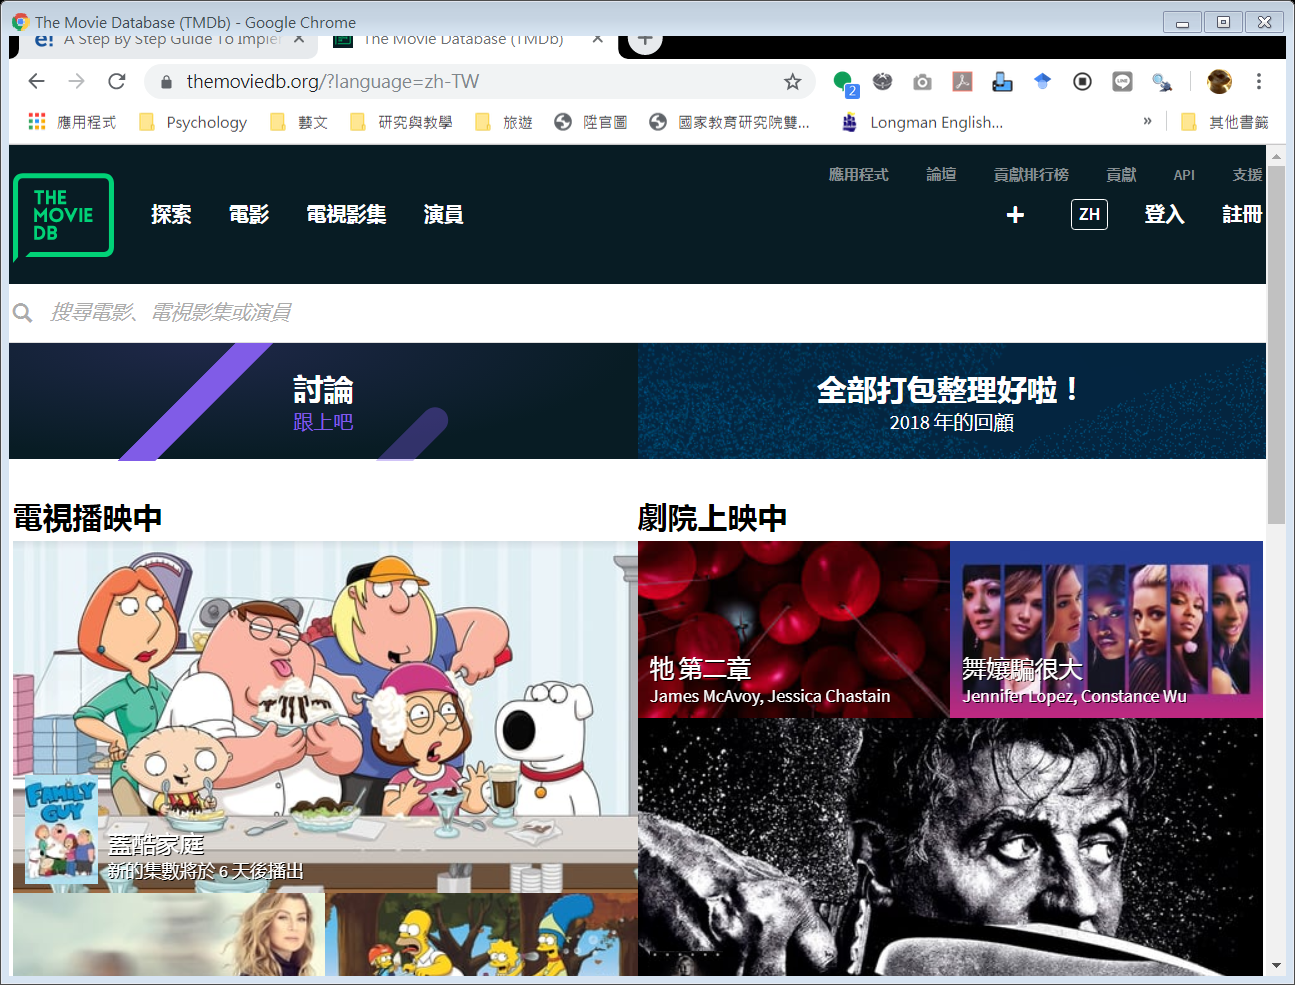 The Movie Database (TMDb) - Google Chrome
A Step By Step Guide To Implem
The Movie Database (TMDb)
themoviedb.org/?language=zh-TW
2
應用程式
Psychology
藝文
研究與教學
旅遊
陞官圖
國家教育研究院雙...
Longman English...
»
其他書籤
應用程式
論壇
貢獻排行榜
貢獻
API
支援
THE
MOVIE
DB
探索
電影
電視影集
演員
+
ZH
登入
註冊
搜尋電影、電視影集或演員
討論
跟上吧
全部打包整理好啦！
2018 年的回顧
電視播映中
劇院上映中
FAMILY
GUY
蓋酷家庭
新的集數將於 6 天後播出
牠 第二章
James McAvoy, Jessica Chastain
舞孃騙很大
Jennifer Lopez, Constance Wu